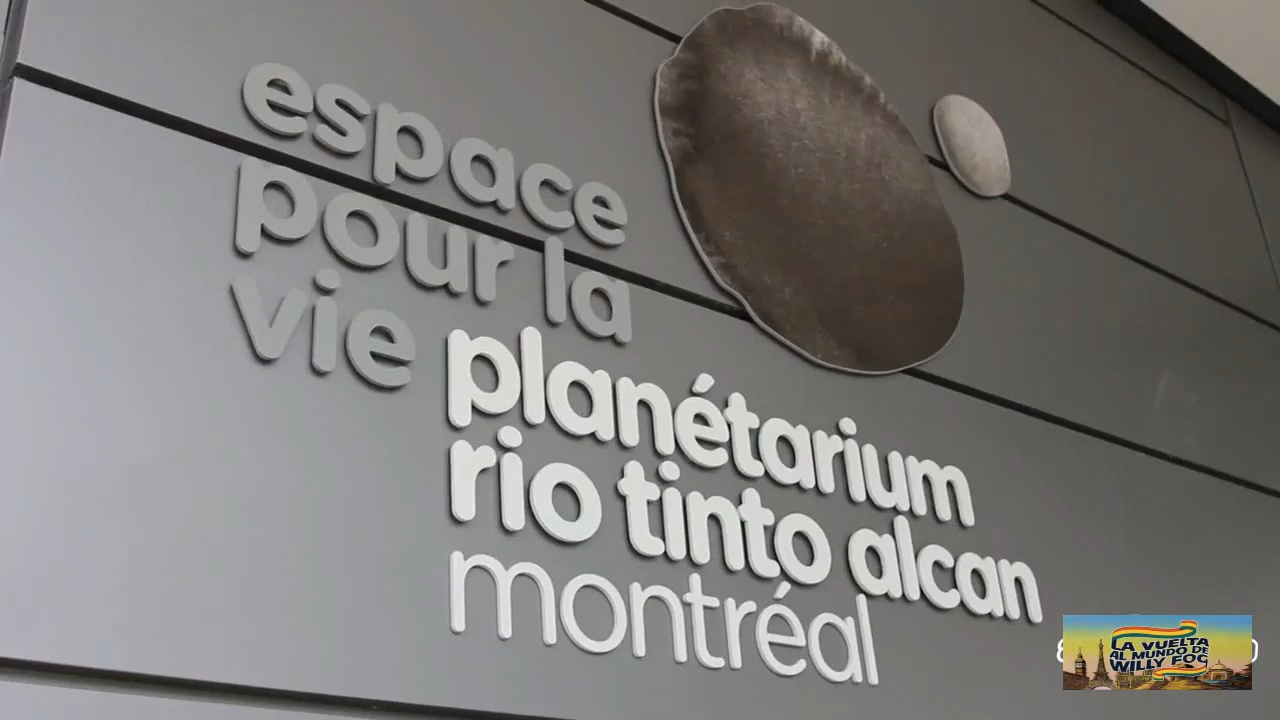 espace
pour la
vie
planétarium
rio tinto alcan
montréal
LA VUELTA
AL MUNDO DE
WILLY FOG